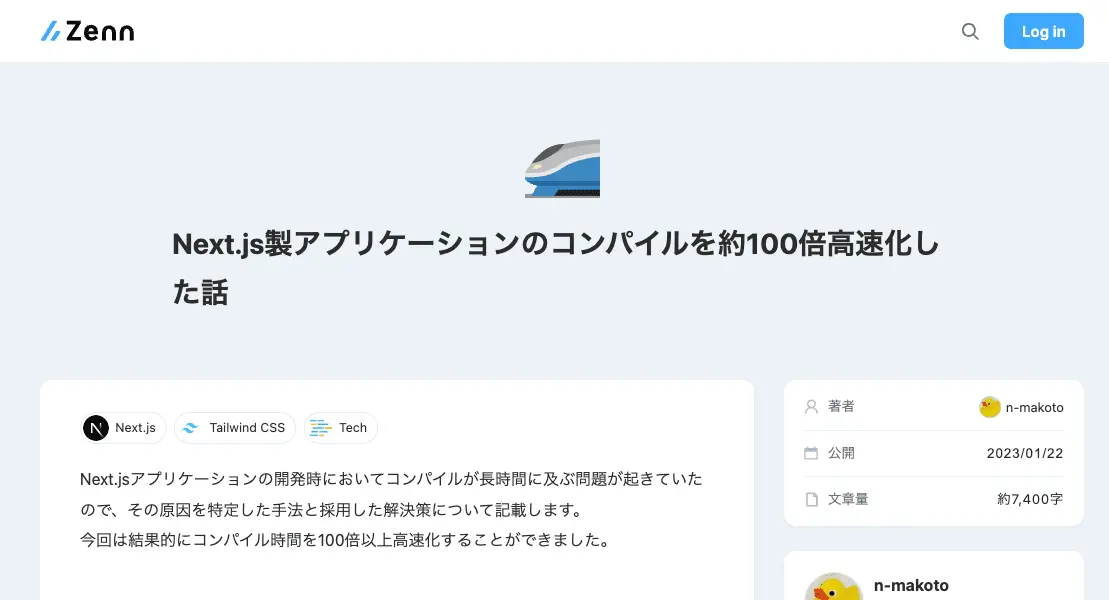 Zenn
Log in
Next.js製アプリケーションのコンパイルを約100倍高速化し
た話
Next.js
Tailwind CSS
Tech
Next.jsアプリケーションの開発時においてコンパイルが長時間に及ぶ問題が起きていた
ので、その原因を特定した手法と採用した解決策について記載します。
今回は結果的にコンパイル時間を100倍以上高速化することができました。
著者
n-makoto
公開
2023/01/22
文章量
約7,400字
n-makoto